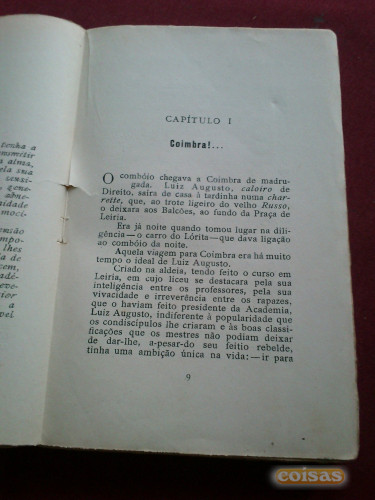 tenha a
alma,
CAPÍTULO I
Coimbra!...
O combóio chegava a Coimbra de madru-
gada. Luiz Augusto, caloiro de
Direito, saíra de casa à tardinha numa char-
rette, que, ao trote ligeiro do velho Russo,
o deixara aos Balcões, ao fundo da Praça de
Leiria.
Era já noite quando tomou lugar na dili-
gência — o carro do Lórita — que dava ligação
ao combóio da noite.
Aquela viagem para Coimbra era há muito
tempo o ideal de Luiz Augusto.
Criado na aldeia, tendo feito o curso em
Leiria, em cujo liceu se destacara pela sua
inteligência entre os professores, pela sua
vivacidade e irreverência entre os rapazes,
que o haviam feito presidente da Academia,
Luiz Augusto, indiferente à popularidade que
os condiscípulos lhe criaram e às boas classi-
ficações que os mestres não podiam deixar
de dar-lhe, a-pesar-do seu feitio rebelde,
tinha uma ambição única na vida: — ir para
9
coisas